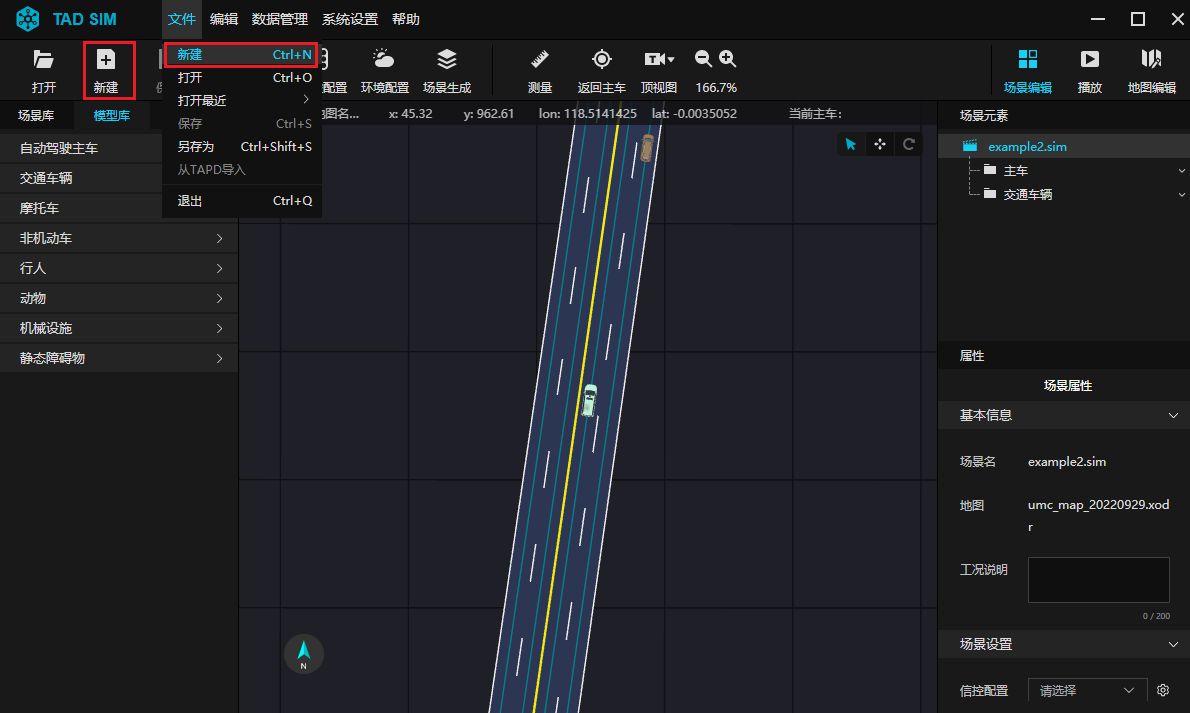 TAD SIM
文件 编辑 数据管理 系统设置 帮助
打开
新建
配置
环境配置
场景生成
测量
返回主车
顶视图
166.7%
场景编辑
播放
地图编辑
新建 Ctrl+N
打开 Ctrl+O
打开最近
保存 Ctrl+S
另存为 Ctrl+Shift+S
从TAPD导入
退出 Ctrl+Q
场景库 模型库
自动驾驶主车
交通车辆
摩托车
非机动车
行人
动物
机械设施
静态障碍物
图名... x: 45.32 y: 962.61 lon: 118.5141425 lat: -0.0035052 当前主车:
N
场景元素
example2.sim
主车
交通车辆
属性
场景属性
基本信息
场景名 example2.sim
地图 umc_map_20220929.xod
r
工况说明
0 / 200
场景设置
信控配置 请选择